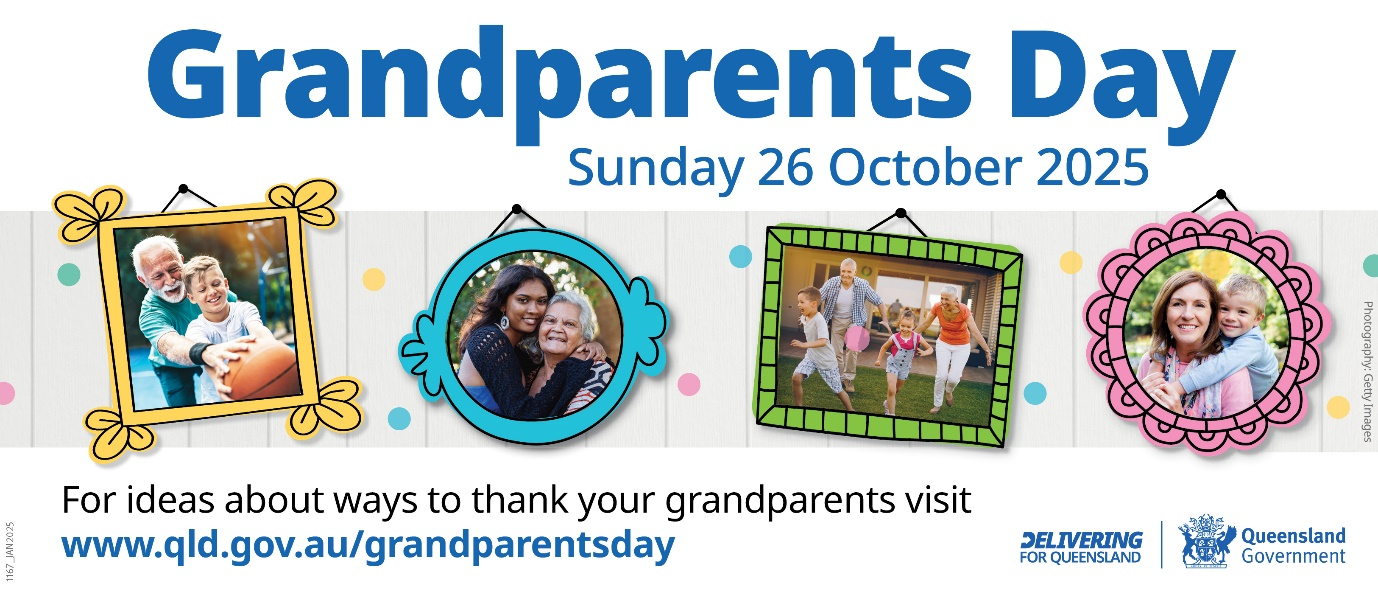 Grandparents Day
Sunday 26 October 2025
Photography: Getty Images
For ideas about ways to thank your grandparents visit
www.qld.gov.au/grandparentsday
1167_JAN2025
DELIVERING
FOR QUEENSLAND
Queensland
Government